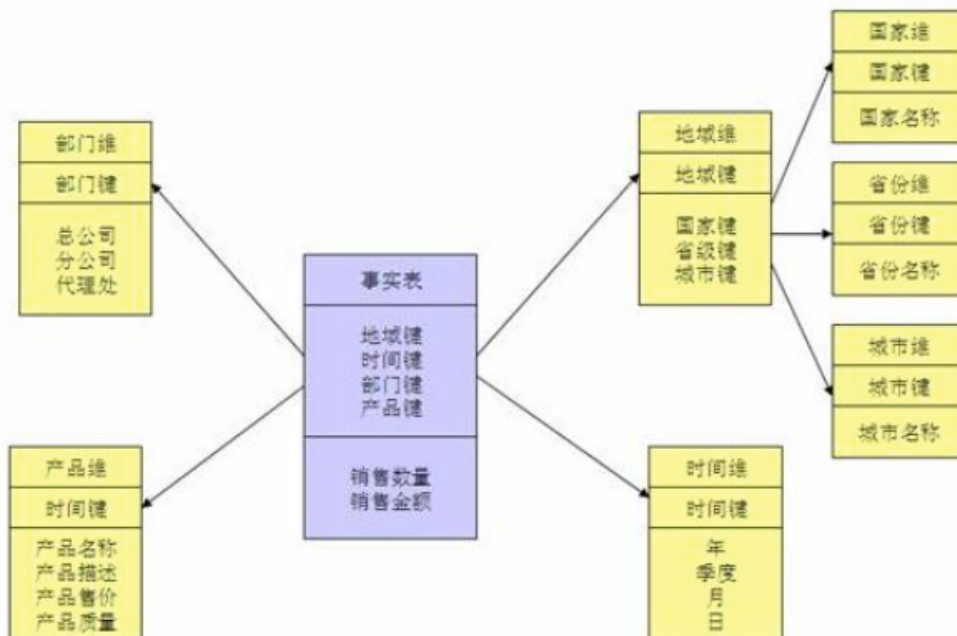 国家维
国家键
国家名称
部门维
部门键
总公司
分公司
代理处
地域维
地域键
国家键
省级键
城市键
省份维
省份键
省份名称
事实表
地域键
时间键
部门键
产品键
销售数量
销售金额
城市维
城市键
城市名称
产品维
时间键
产品名称
产品描述
产品售价
产品质量
时间维
时间键
年
季度
月
日